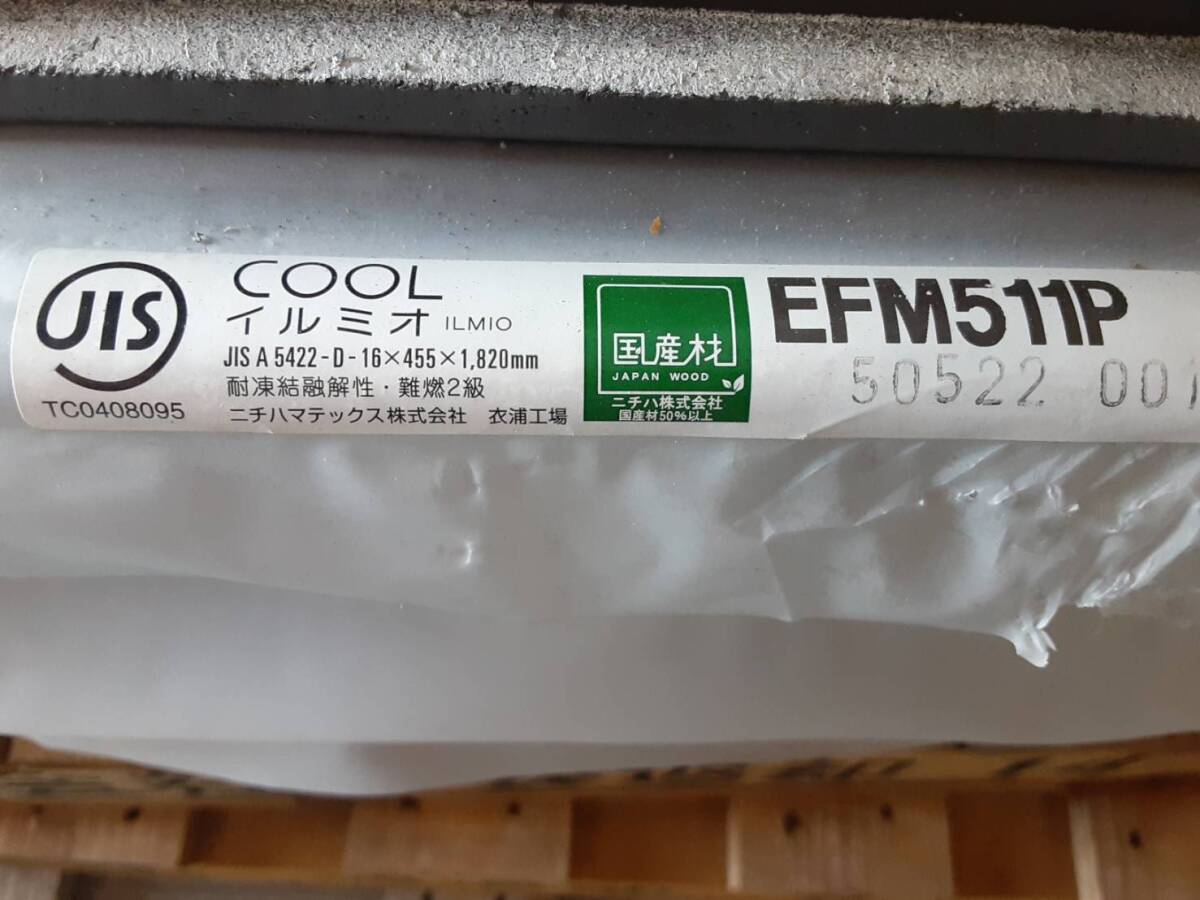 JIS
TC0408095
COOL
イルミオ ILMIO
JIS A 5422-D-16×455×1,820mm
耐凍結融解性・難燃2級
ニチハマテックス株式会社 衣浦工場
国産材
JAPAN WOOD
ニチハ株式会社
国産材50%以上
EFM511P
50522 001